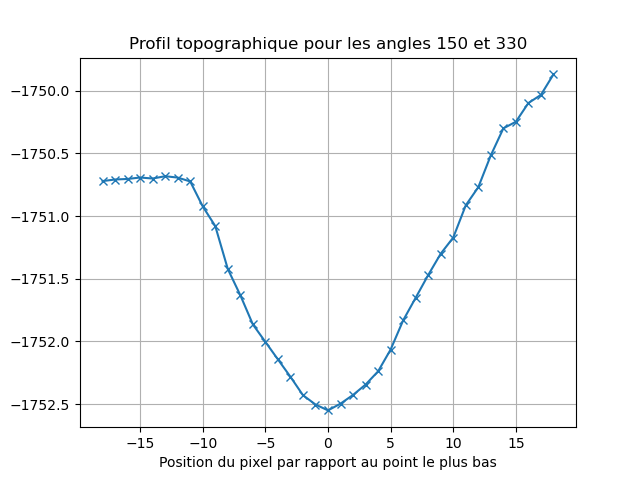 Profil topographique pour les angles 150 et 330
−1750.0
−1750.5
−1751.0
−1751.5
−1752.0
−1752.5
−15 −10 −5 0 5 10 15
Position du pixel par rapport au point le plus bas